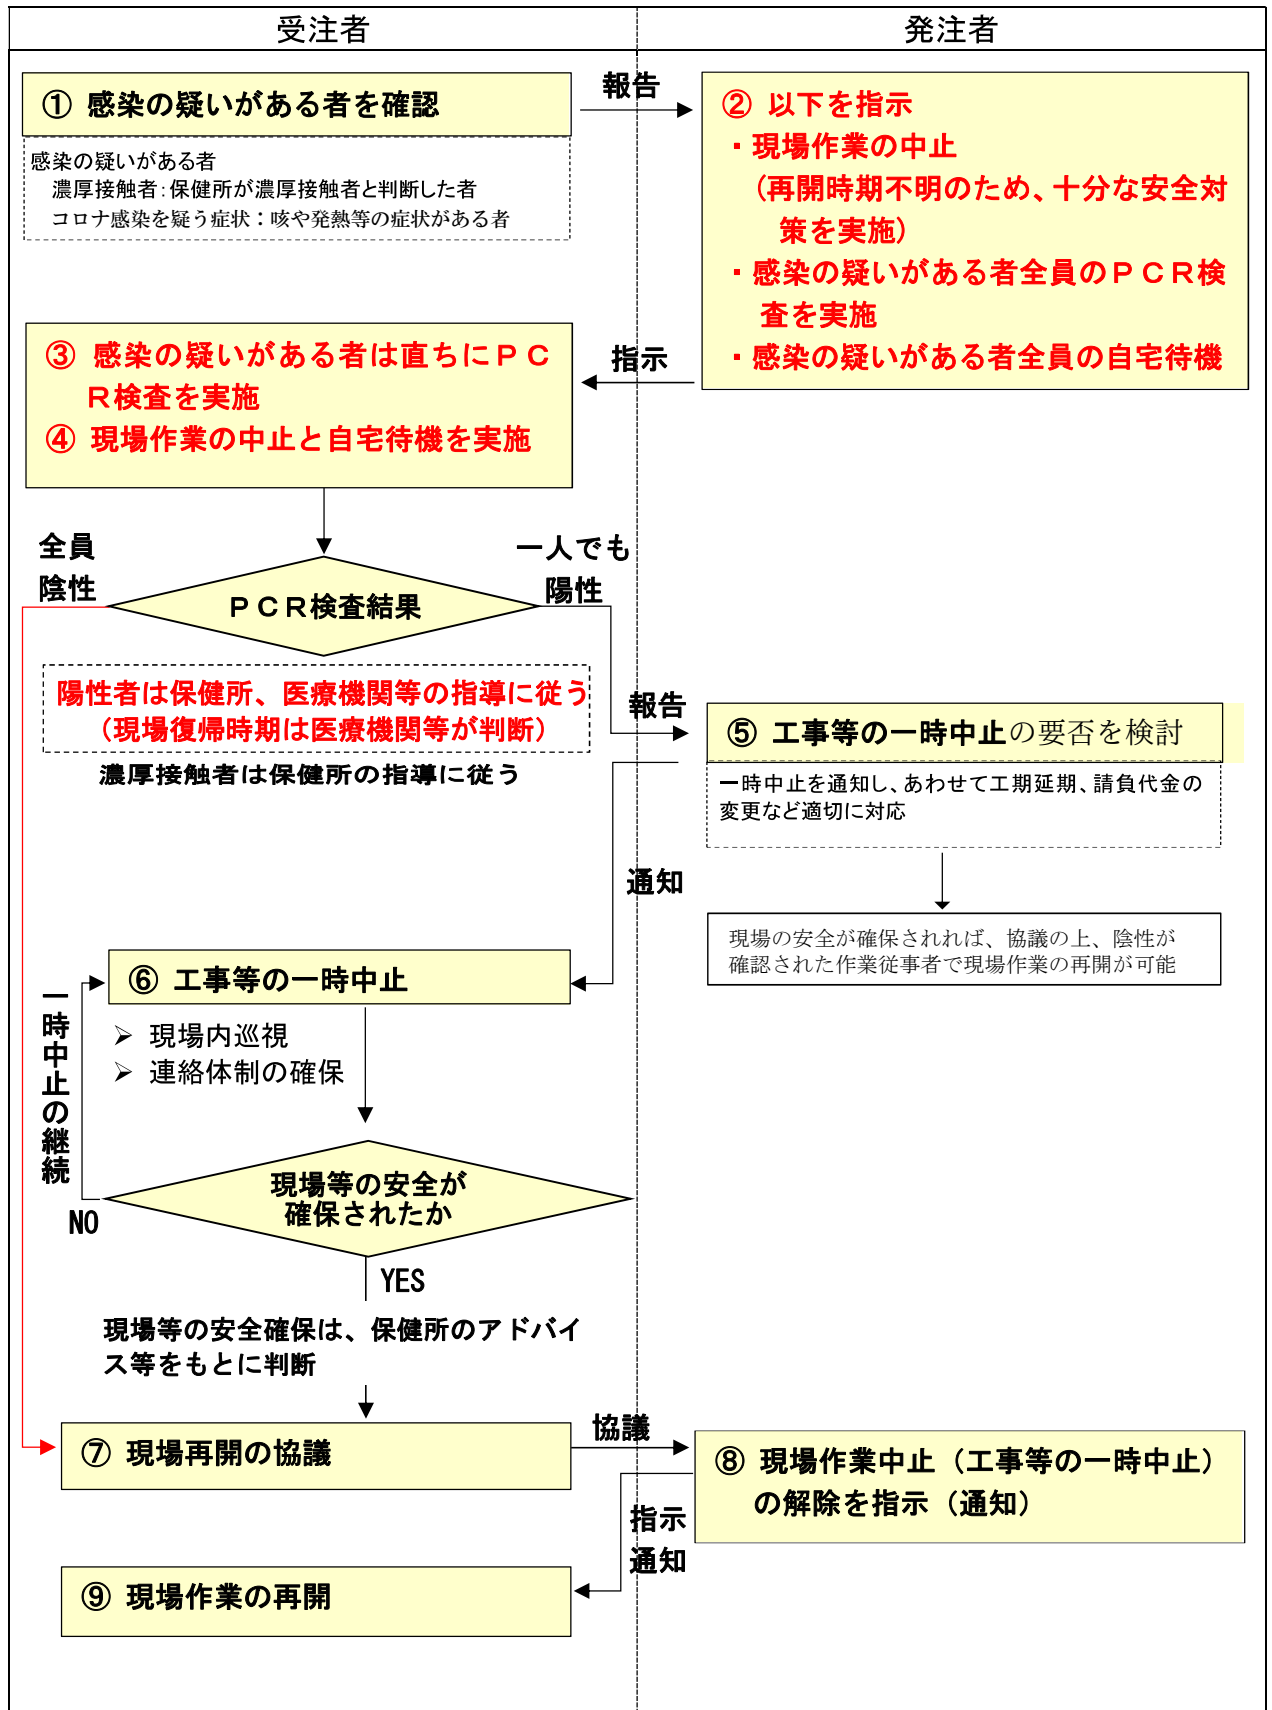 受注者
発注者
① 感染の疑いがある者を確認
感染の疑いがある者
濃厚接触者：保健所が濃厚接触者と判断した者
コロナ感染を疑う症状：咳や発熱等の症状がある者
報告
② 以下を指示
・現場作業の中止
（再開時期不明のため、十分な安全対
策を実施）
・感染の疑いがある者全員のＰＣＲ検
査を実施
・感染の疑いがある者全員の自宅待機
指示
③ 感染の疑いがある者は直ちにＰＣ
Ｒ検査を実施
④ 現場作業の中止と自宅待機を実施
全員
陰性
一人でも
陽性
ＰＣＲ検査結果
陽性者は保健所、医療機関等の指導に従う
（現場復帰時期は医療機関等が判断）
濃厚接触者は保健所の指導に従う
報告
⑤ 工事等の一時中止の要否を検討
一時中止を通知し、あわせて工期延期、請負代金の
変更など適切に対応
通知
現場の安全が確保されれば、協議の上、陰性が
確認された作業従事者で現場作業の再開が可能
⑥ 工事等の一時中止
➢ 現場内巡視
➢ 連絡体制の確保
一時中止の継続
現場等の安全が
確保されたか
NO
YES
現場等の安全確保は、保健所のアドバイ
ス等をもとに判断
⑦ 現場再開の協議
協議
⑧ 現場作業中止（工事等の一時中止）
の解除を指示（通知）
指示
通知
⑨ 現場作業の再開